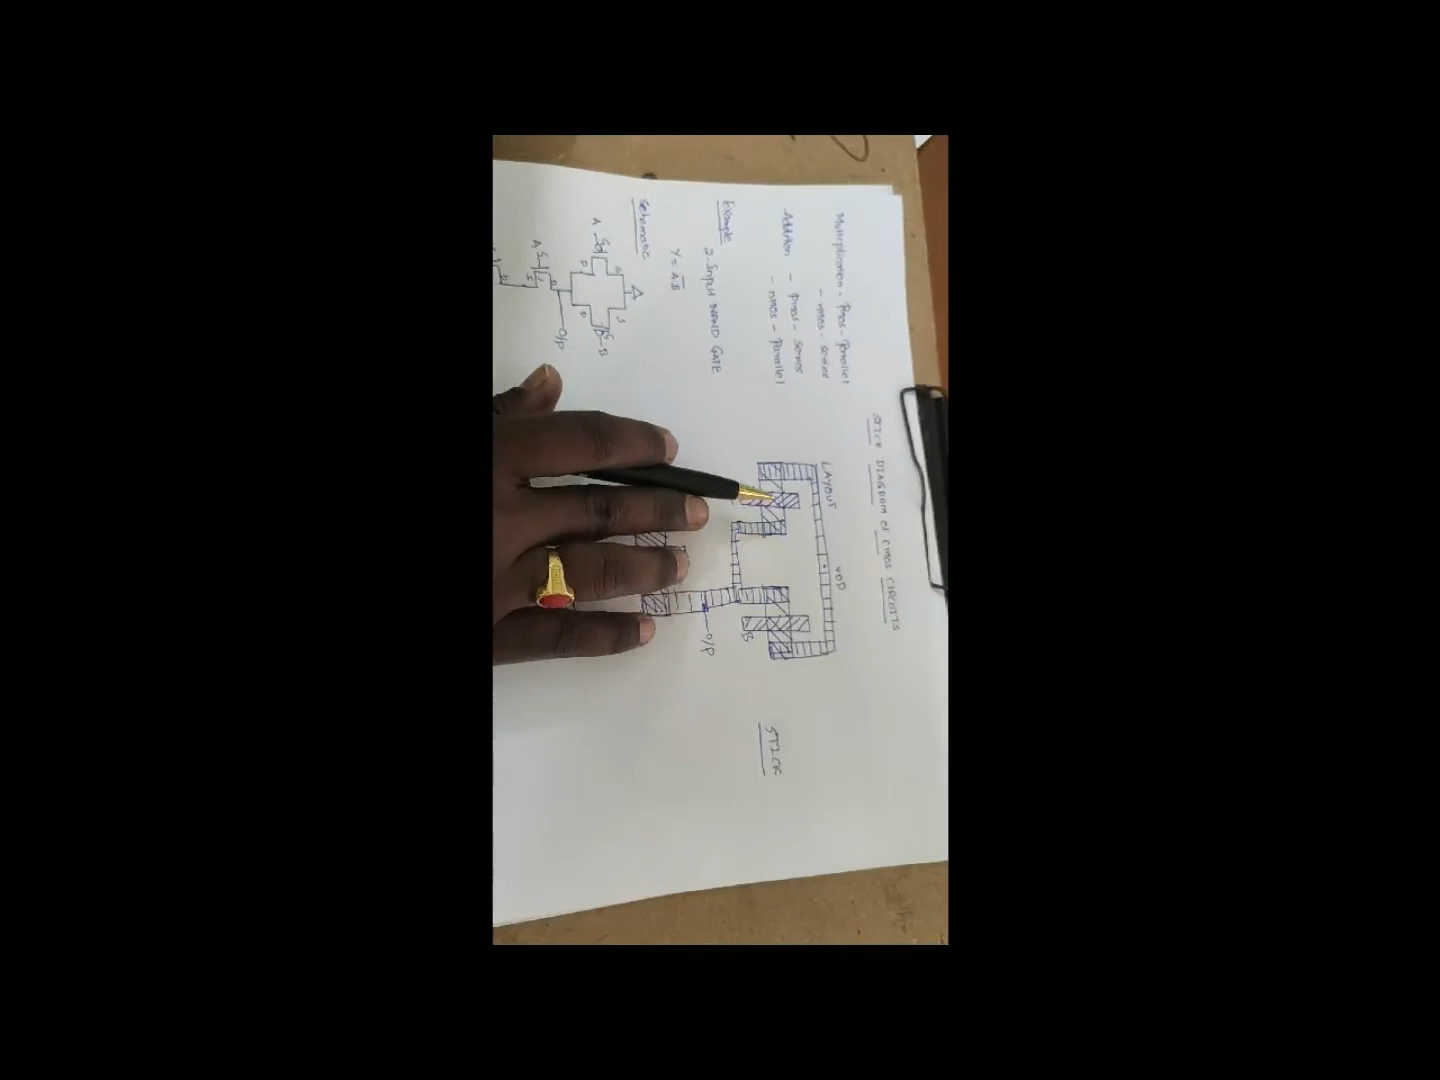 STICK DIAGRAM OF CMOS CIRCUITS
Multiplication - Pmos - Parallel
- nmos - series
Addition - Pmos - series
- nmos - Parallel
Example
2-Input NAND GATE
Y = A.B
Schematic
S S
A B
D D
O/P
A
D
S
LAYOUT
VDD
B
O/P
STICK